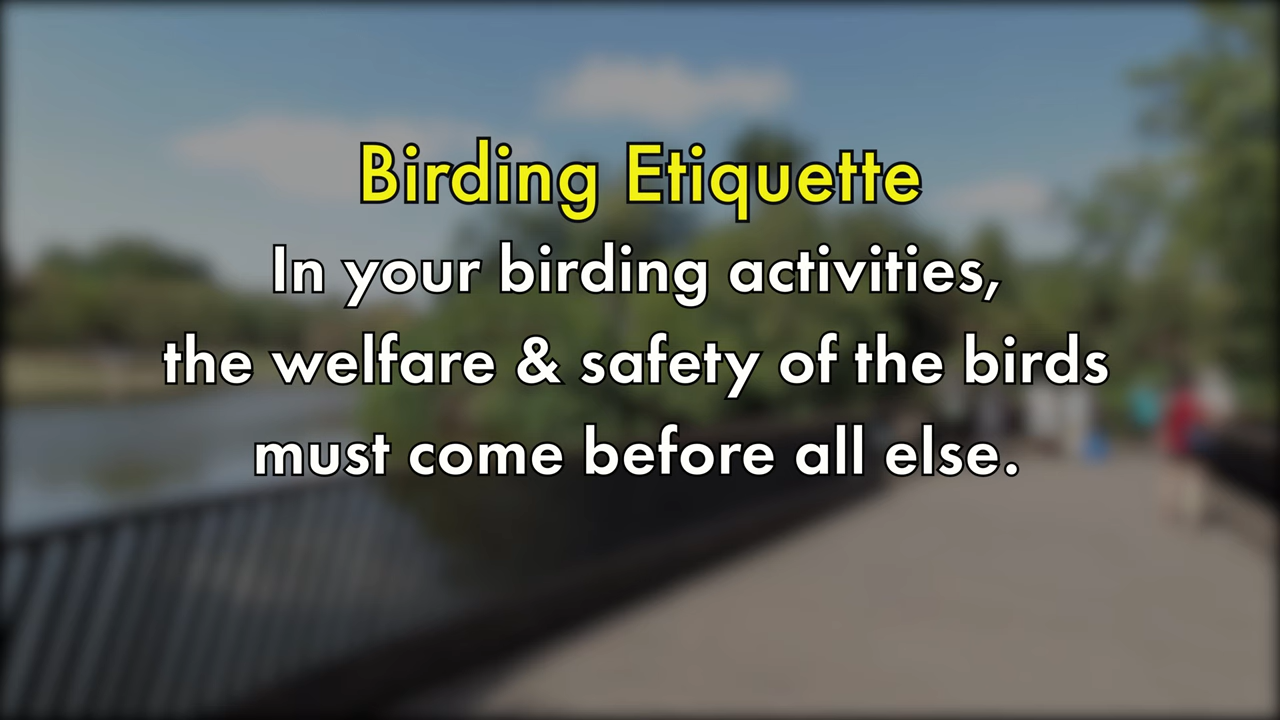 Birding Etiquette
In your birding activities,
the welfare & safety of the birds
must come before all else.